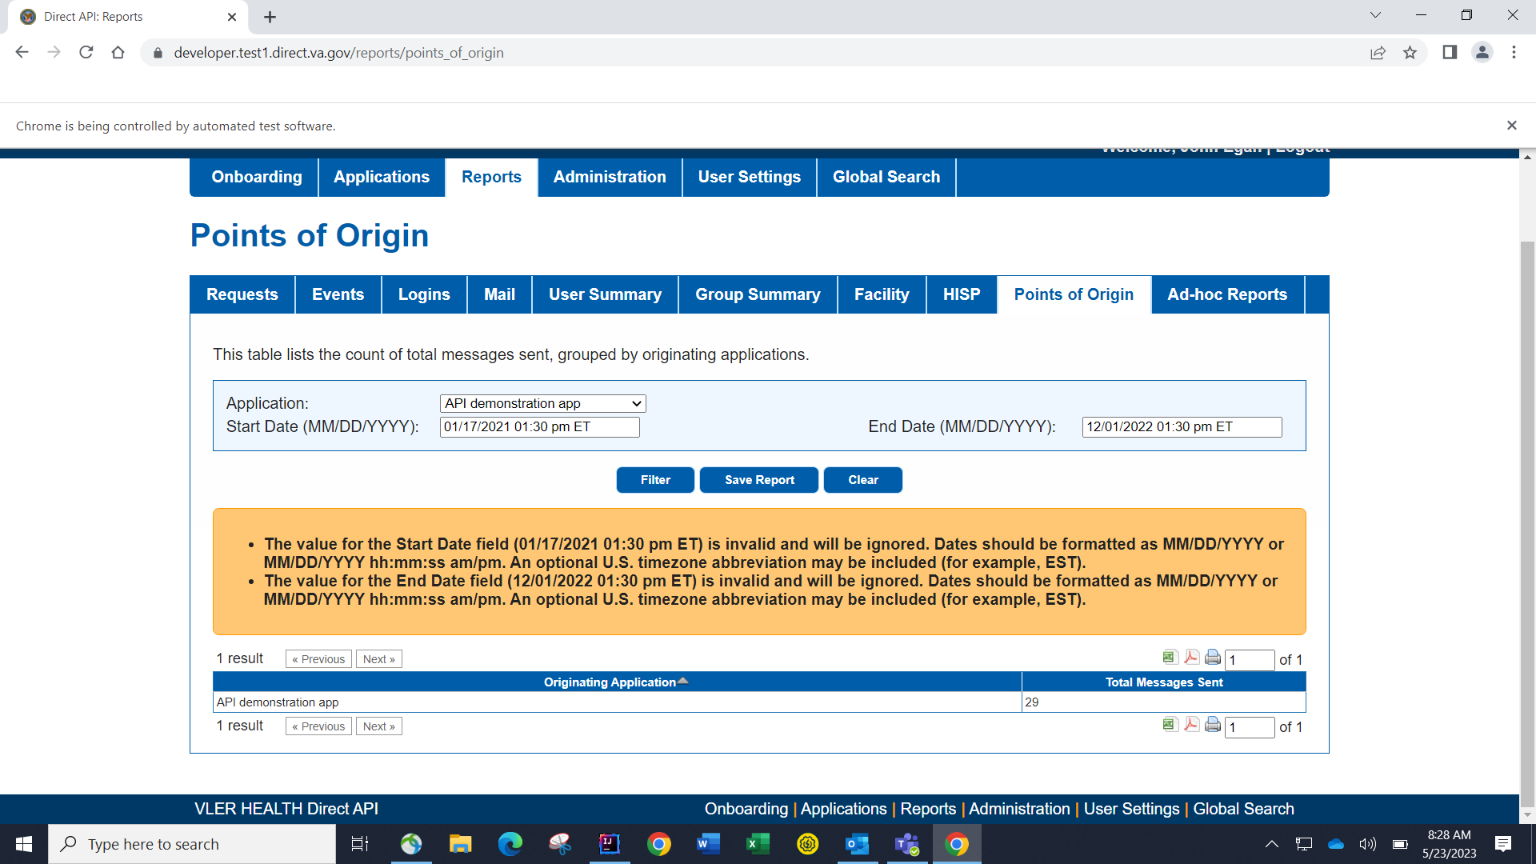 Direct API: Reports
developer.test1.direct.va.gov/reports/points_of_origin
Chrome is being controlled by automated test software.
Welcome, John Egan | Logout
Onboarding Applications Reports Administration User Settings Global Search
Points of Origin
Requests Events Logins Mail User Summary Group Summary Facility HISP Points of Origin Ad-hoc Reports
This table lists the count of total messages sent, grouped by originating applications.
Application: API demonstration app
Start Date (MM/DD/YYYY): 01/17/2021 01:30 pm ET End Date (MM/DD/YYYY): 12/01/2022 01:30 pm ET
Filter Save Report Clear
• The value for the Start Date field (01/17/2021 01:30 pm ET) is invalid and will be ignored. Dates should be formatted as MM/DD/YYYY or
MM/DD/YYYY hh:mm:ss am/pm. An optional U.S. timezone abbreviation may be included (for example, EST).
• The value for the End Date field (12/01/2022 01:30 pm ET) is invalid and will be ignored. Dates should be formatted as MM/DD/YYYY or
MM/DD/YYYY hh:mm:ss am/pm. An optional U.S. timezone abbreviation may be included (for example, EST).
1 result « Previous Next » 1 of 1
Originating Application Total Messages Sent
API demonstration app 29
1 result « Previous Next » 1 of 1
VLER HEALTH Direct API Onboarding | Applications | Reports | Administration | User Settings | Global Search
Type here to search
8:28 AM
5/23/2023